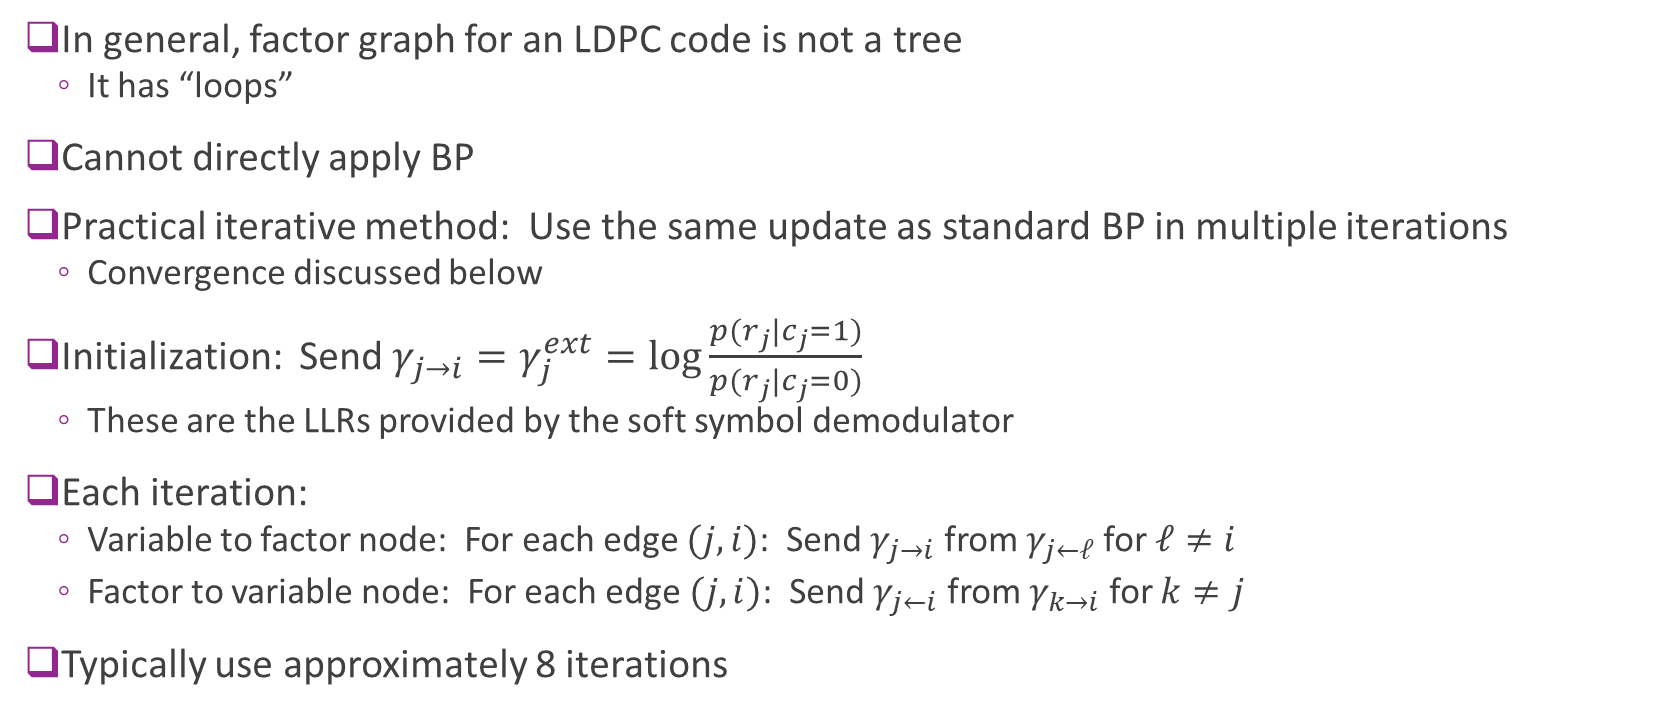 ❑In general, factor graph for an LDPC code is not a tree
◦ It has “loops”
❑Cannot directly apply BP
❑Practical iterative method: Use the same update as standard BP in multiple iterations
◦ Convergence discussed below
❑Initialization: Send γ_{j→i} = γ_j^{ext} = log p(r_j|c_j=1)/p(r_j|c_j=0)
◦ These are the LLRs provided by the soft symbol demodulator
❑Each iteration:
◦ Variable to factor node: For each edge (j, i): Send γ_{j→i} from γ_{j←ℓ} for ℓ ≠ i
◦ Factor to variable node: For each edge (j, i): Send γ_{j←i} from γ_{k→i} for k ≠ j
❑Typically use approximately 8 iterations